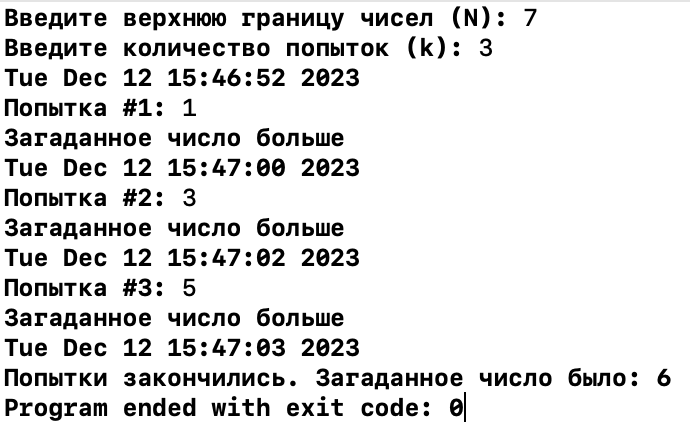 Введите верхнюю границу чисел (N): 7
Введите количество попыток (k): 3
Tue Dec 12 15:46:52 2023
Попытка #1: 1
Загаданное число больше
Tue Dec 12 15:47:00 2023
Попытка #2: 3
Загаданное число больше
Tue Dec 12 15:47:02 2023
Попытка #3: 5
Загаданное число больше
Tue Dec 12 15:47:03 2023
Попытки закончились. Загаданное число было: 6
Program ended with exit code: 0